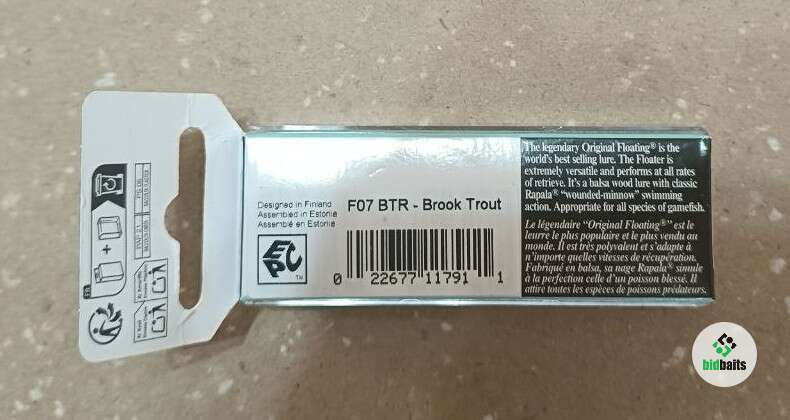 Designed in Finland
Assembled in Estonie
Assemblé en Estonie
F07 BTR - Brook Trout
EPC
TM
0 22677 11791 1
The legendary Original Floating® is the
world's best selling lure. The Floater is
extremely versatile and performs at all rates
of retrieve. It's a balsa wood lure with classic
Rapala® "wounded-minnow" swimming
action. Appropriate for all species of gamefish.
Le légendaire "Original Floating®" est le
leurre le plus populaire et le plus vendu au
monde. Il est très polyvalent et s'adapte à
n'importe quelles vitesses de récupération.
Fabriqué en balsa, sa nage Rapala® simule
à la perfection celle d'un poisson blessé. Il
attire toutes les espèces de poissons prédateurs.
bidbaits